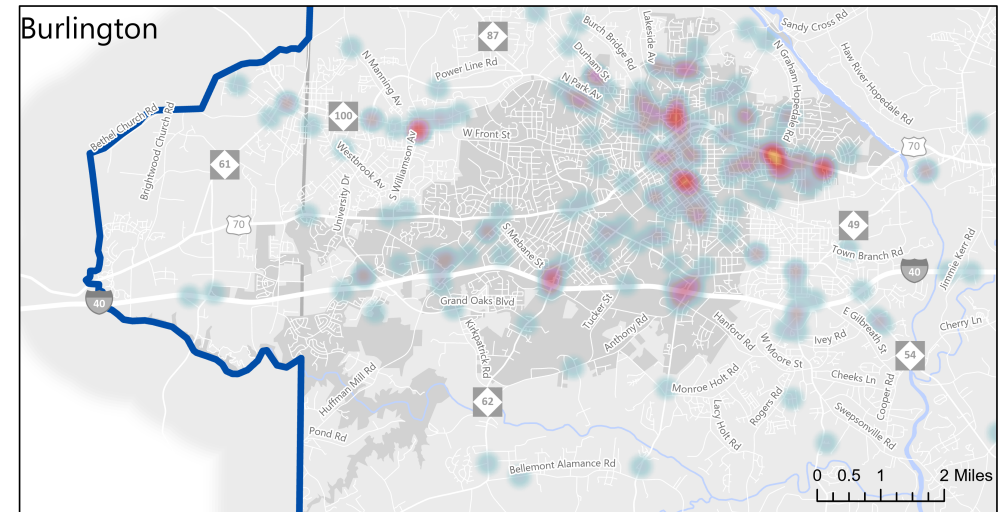 Burlington
87
Burch Bridge Rd
Lakeside Av
Sandy Cross Rd
N Manning Av
Power Line Rd
Durham St
N Park Av
N Graham Hopedale Rd
Haw River Hopedale Rd
100
Bethel Church Rd
Brightwood Church Rd
61
Westbrook Av
S Williamson Av
W Front St
70
University Dr
70
S Mebane St
49
Town Branch Rd
Jimmie Kerr Rd
40
40
Grand Oaks Blvd
Tucker St
Anthony Rd
Kirkpatrick Rd
Hanford Rd
W Moore St
Ivey Rd
E Gilbreath St
Cherry Ln
54
Huffman Mill Rd
62
Monroe Holt Rd
Rogers Rd
Cheeks Ln
Cooper Rd
Lacy Holt Rd
Swepsonville Rd
Pond Rd
Bellemont Alamance Rd
0 0.5 1 2 Miles